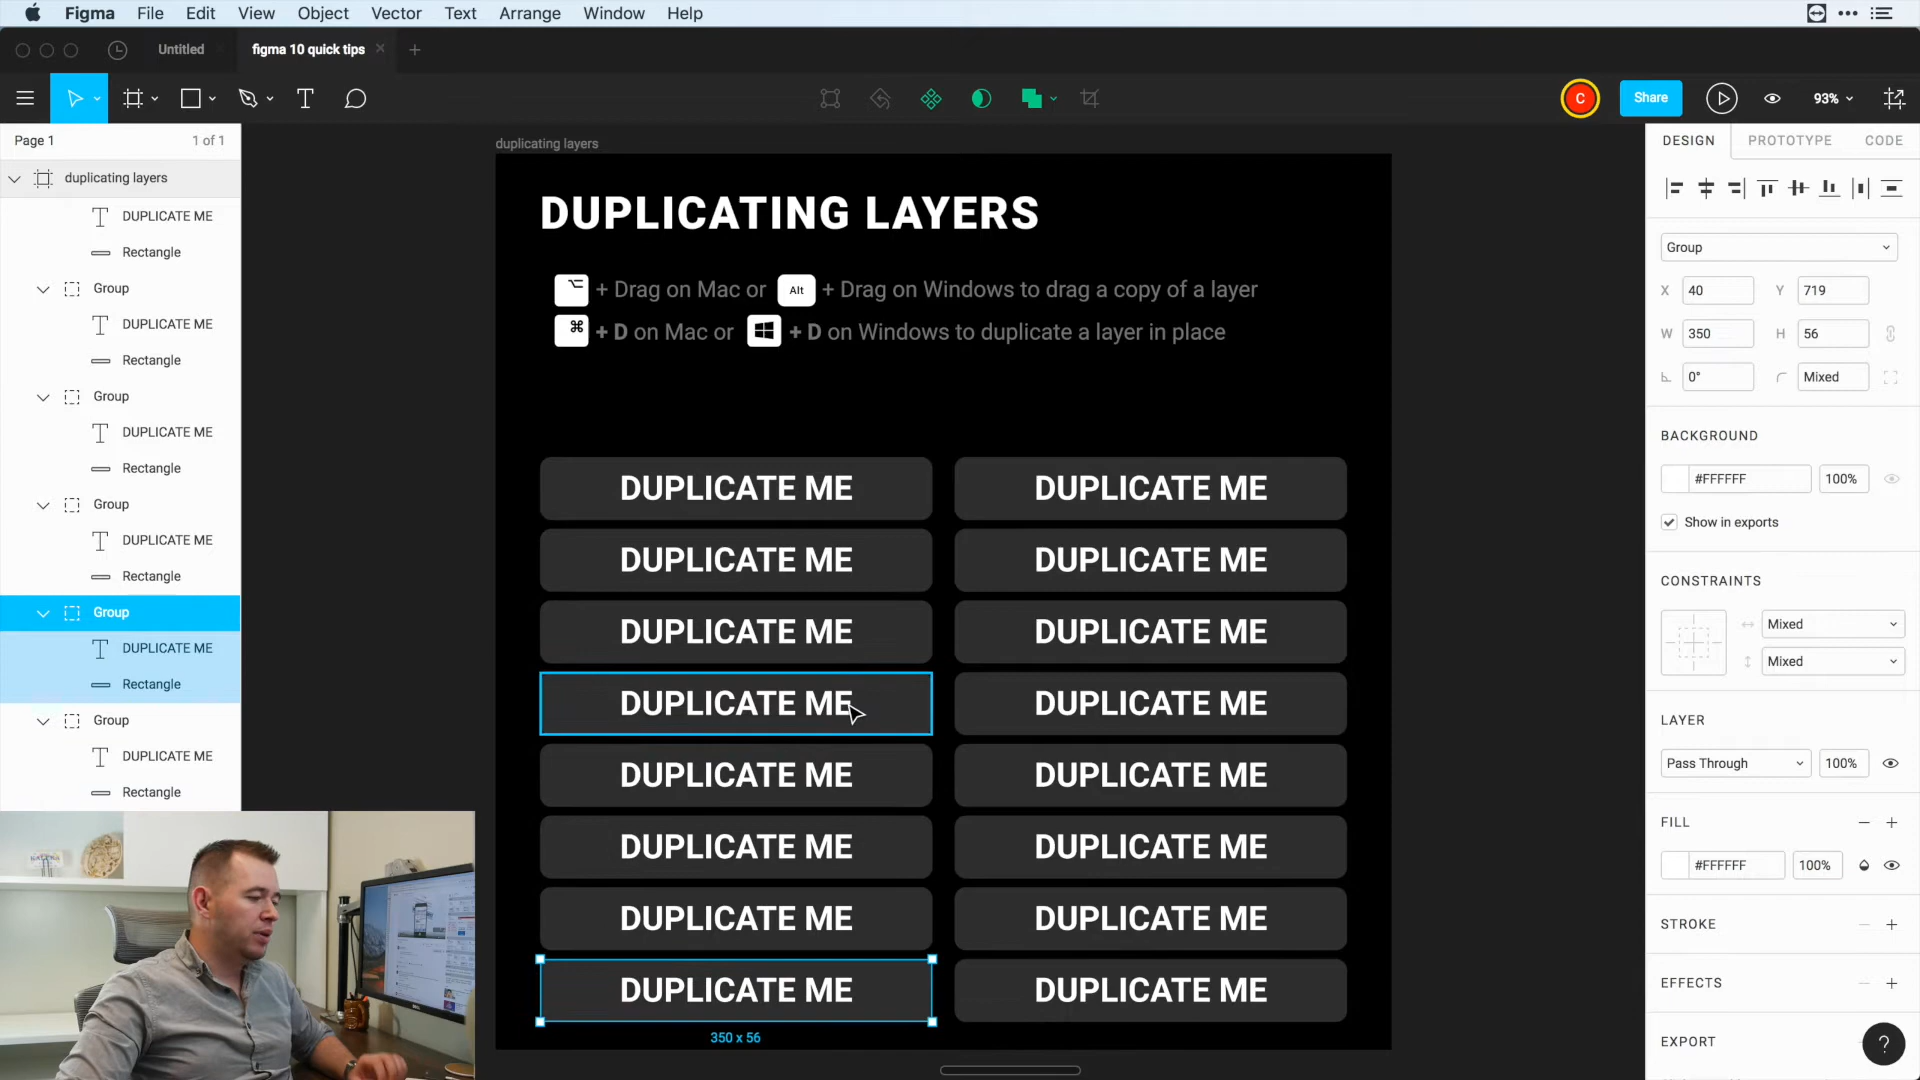 Figma File Edit View Object Vector Text Arrange Window Help
Untitled
figma 10 quick tips
C
Share
93%
Page 1
1 of 1
duplicating layers
DUPLICATE ME
Rectangle
Group
DUPLICATE ME
Rectangle
Group
DUPLICATE ME
Rectangle
Group
DUPLICATE ME
Rectangle
Group
DUPLICATE ME
Rectangle
Group
DUPLICATE ME
Rectangle
duplicating layers
DUPLICATING LAYERS
⌥ + Drag on Mac or Alt + Drag on Windows to drag a copy of a layer
⌘ + D on Mac or + D on Windows to duplicate a layer in place
DUPLICATE ME DUPLICATE ME
DUPLICATE ME DUPLICATE ME
DUPLICATE ME DUPLICATE ME
DUPLICATE ME DUPLICATE ME
DUPLICATE ME DUPLICATE ME
DUPLICATE ME DUPLICATE ME
DUPLICATE ME DUPLICATE ME
DUPLICATE ME DUPLICATE ME
350 x 56
DESIGN PROTOTYPE CODE
Group
X 40 Y 719
W 350 H 56
0° Mixed
BACKGROUND
#FFFFFF 100%
Show in exports
CONSTRAINTS
Mixed
Mixed
LAYER
Pass Through 100%
FILL
#FFFFFF 100%
STROKE
EFFECTS
EXPORT
?